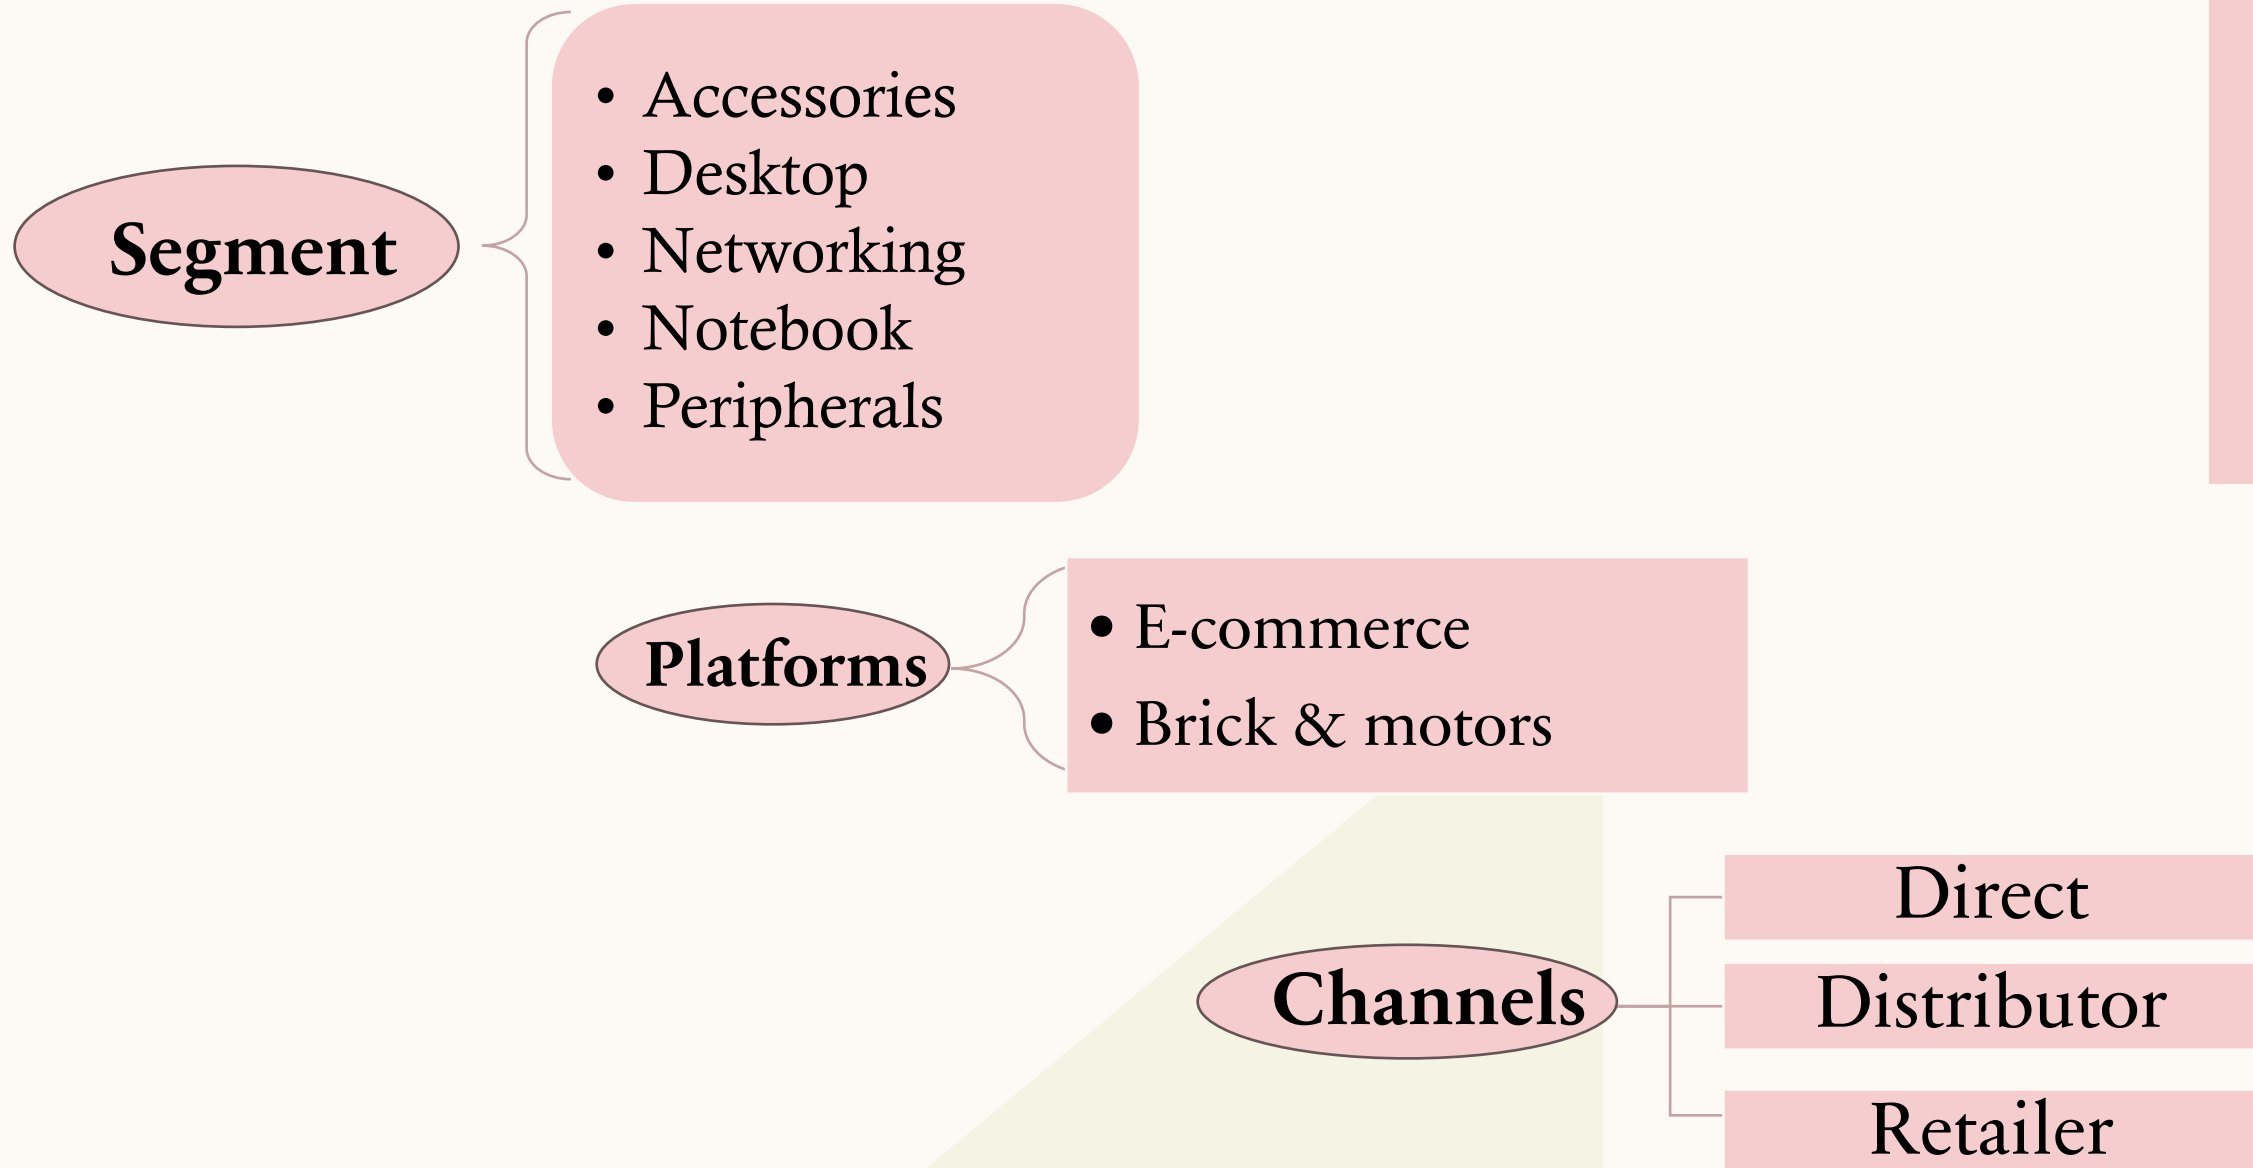 Segment
• Accessories
• Desktop
• Networking
• Notebook
• Peripherals
Platforms
• E-commerce
• Brick & motors
Channels
Direct
Distributor
Retailer